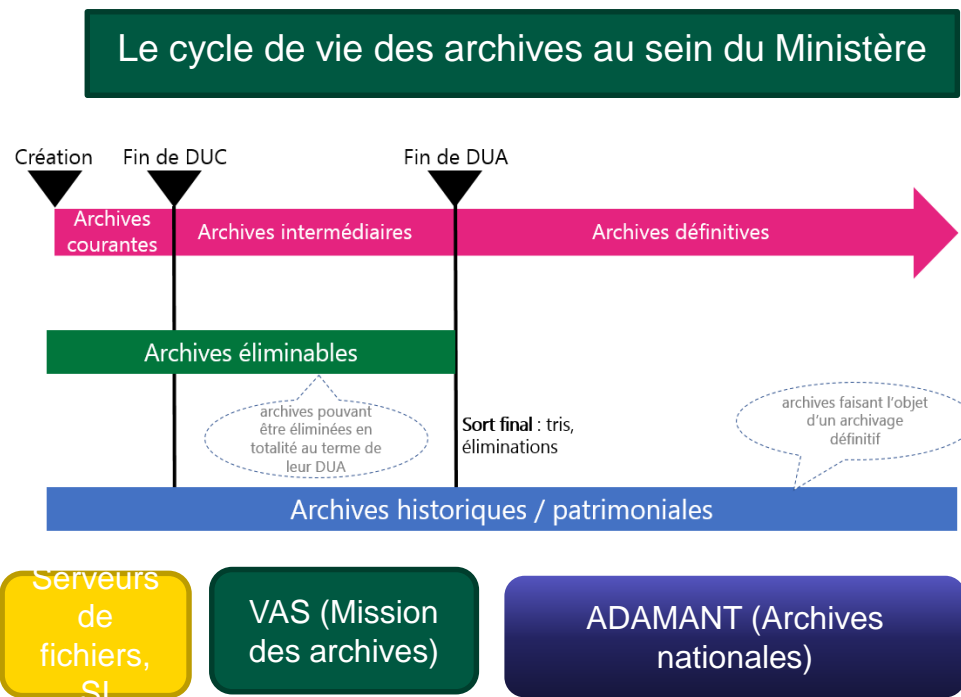 Le cycle de vie des archives au sein du Ministère
Création
Fin de DUC
Fin de DUA
Archives
courantes
Archives intermédiaires
Archives définitives
Archives éliminables
archives pouvant
être éliminées en
totalité au terme de
leur DUA
Sort final : tris,
éliminations
archives faisant l'objet
d'un archivage
définitif
Archives historiques / patrimoniales
Serveurs
de
fichiers,
SI
VAS (Mission
des archives)
ADAMANT (Archives
nationales)